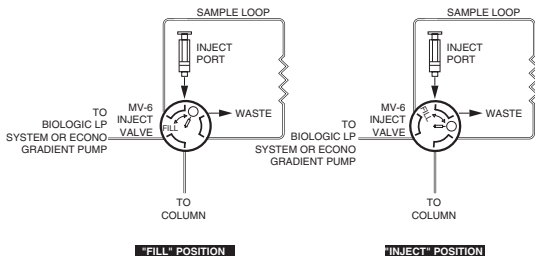 SAMPLE LOOP
INJECT
PORT
MV-6
INJECT
VALVE
FILL
WASTE
TO
BIOLOGIC LP
SYSTEM OR ECONO
GRADIENT PUMP
TO
COLUMN
"FILL" POSITION
SAMPLE LOOP
INJECT
PORT
MV-6
INJECT
VALVE
FILL
WASTE
TO
BIOLOGIC LP
SYSTEM OR ECONO
GRADIENT PUMP
TO
COLUMN
"INJECT" POSITION